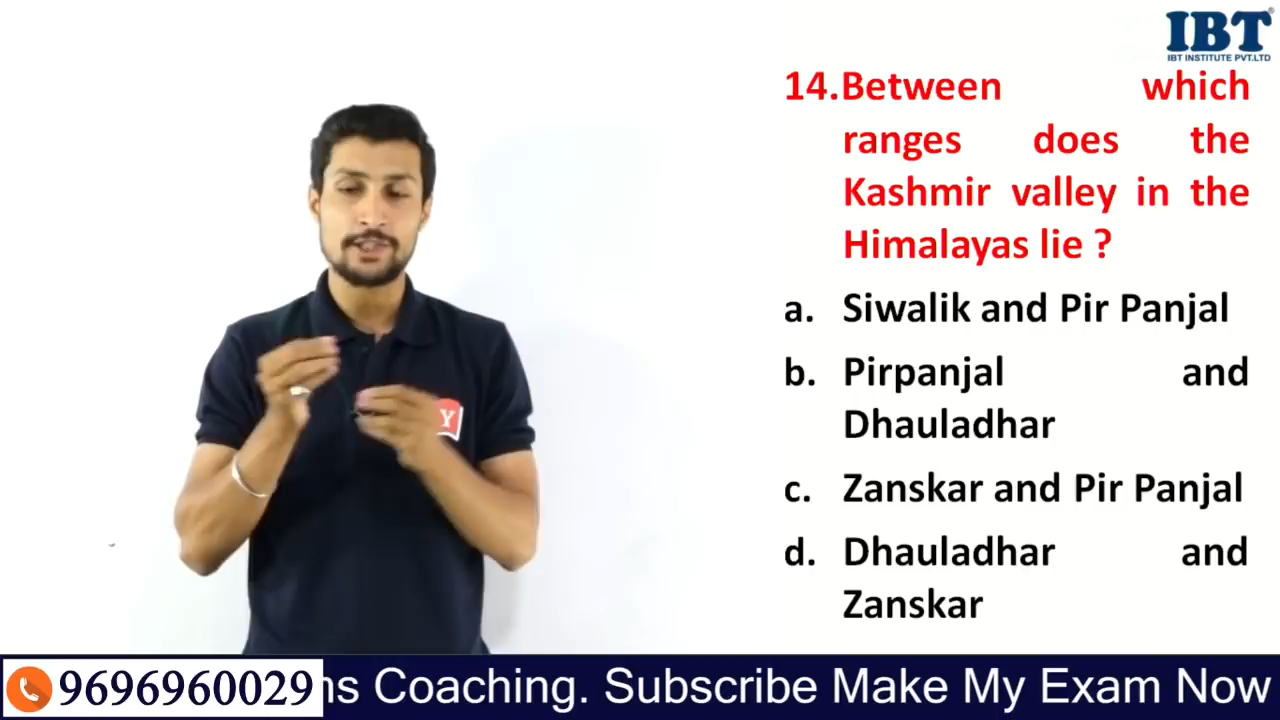 IBT
IBT INSTITUTE PVT.LTD
14.Between which
ranges does the
Kashmir valley in the
Himalayas lie ?
a. Siwalik and Pir Panjal
b. Pirpanjal and
Dhauladhar
c. Zanskar and Pir Panjal
d. Dhauladhar and
Zanskar
Y
9696960029 ns Coaching. Subscribe Make My Exam Now